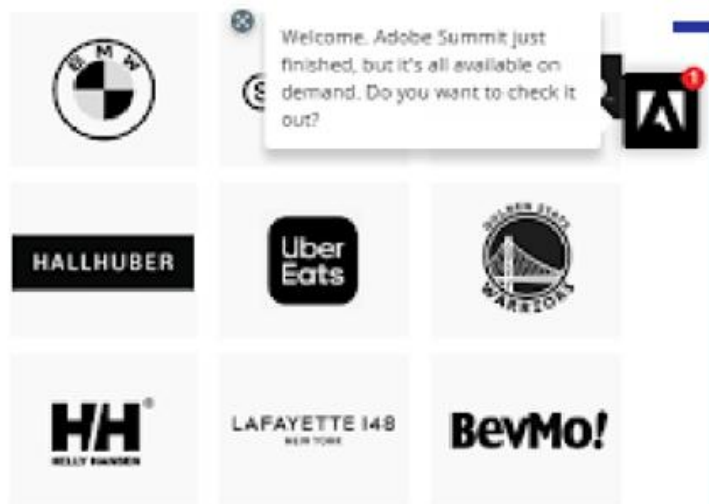 BMW
Welcome. Adobe Summit just
finished, but it's all available on
demand. Do you want to check it
out?
1
HALLHUBER
Uber
Eats
GOLDEN STATE
WARRIORS
HH®
HELLY HANSEN
LAFAYETTE 148
NEW YORK
BevMo!